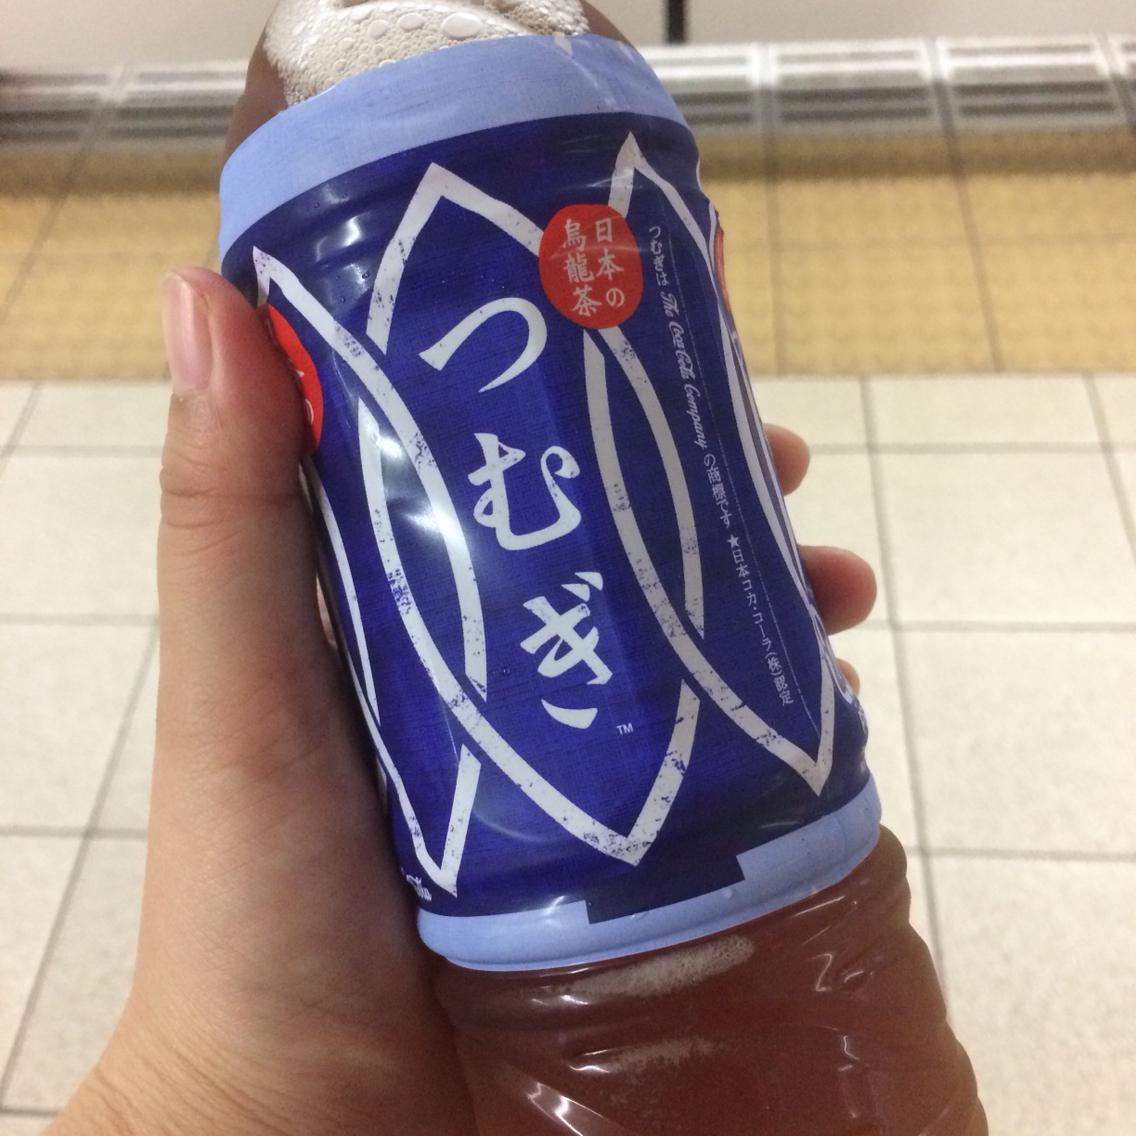 日本の
烏龍茶
つむぎ
TM
つむぎは The Coca-Cola Company の商標です ★日本コカ・コーラ(株)認定